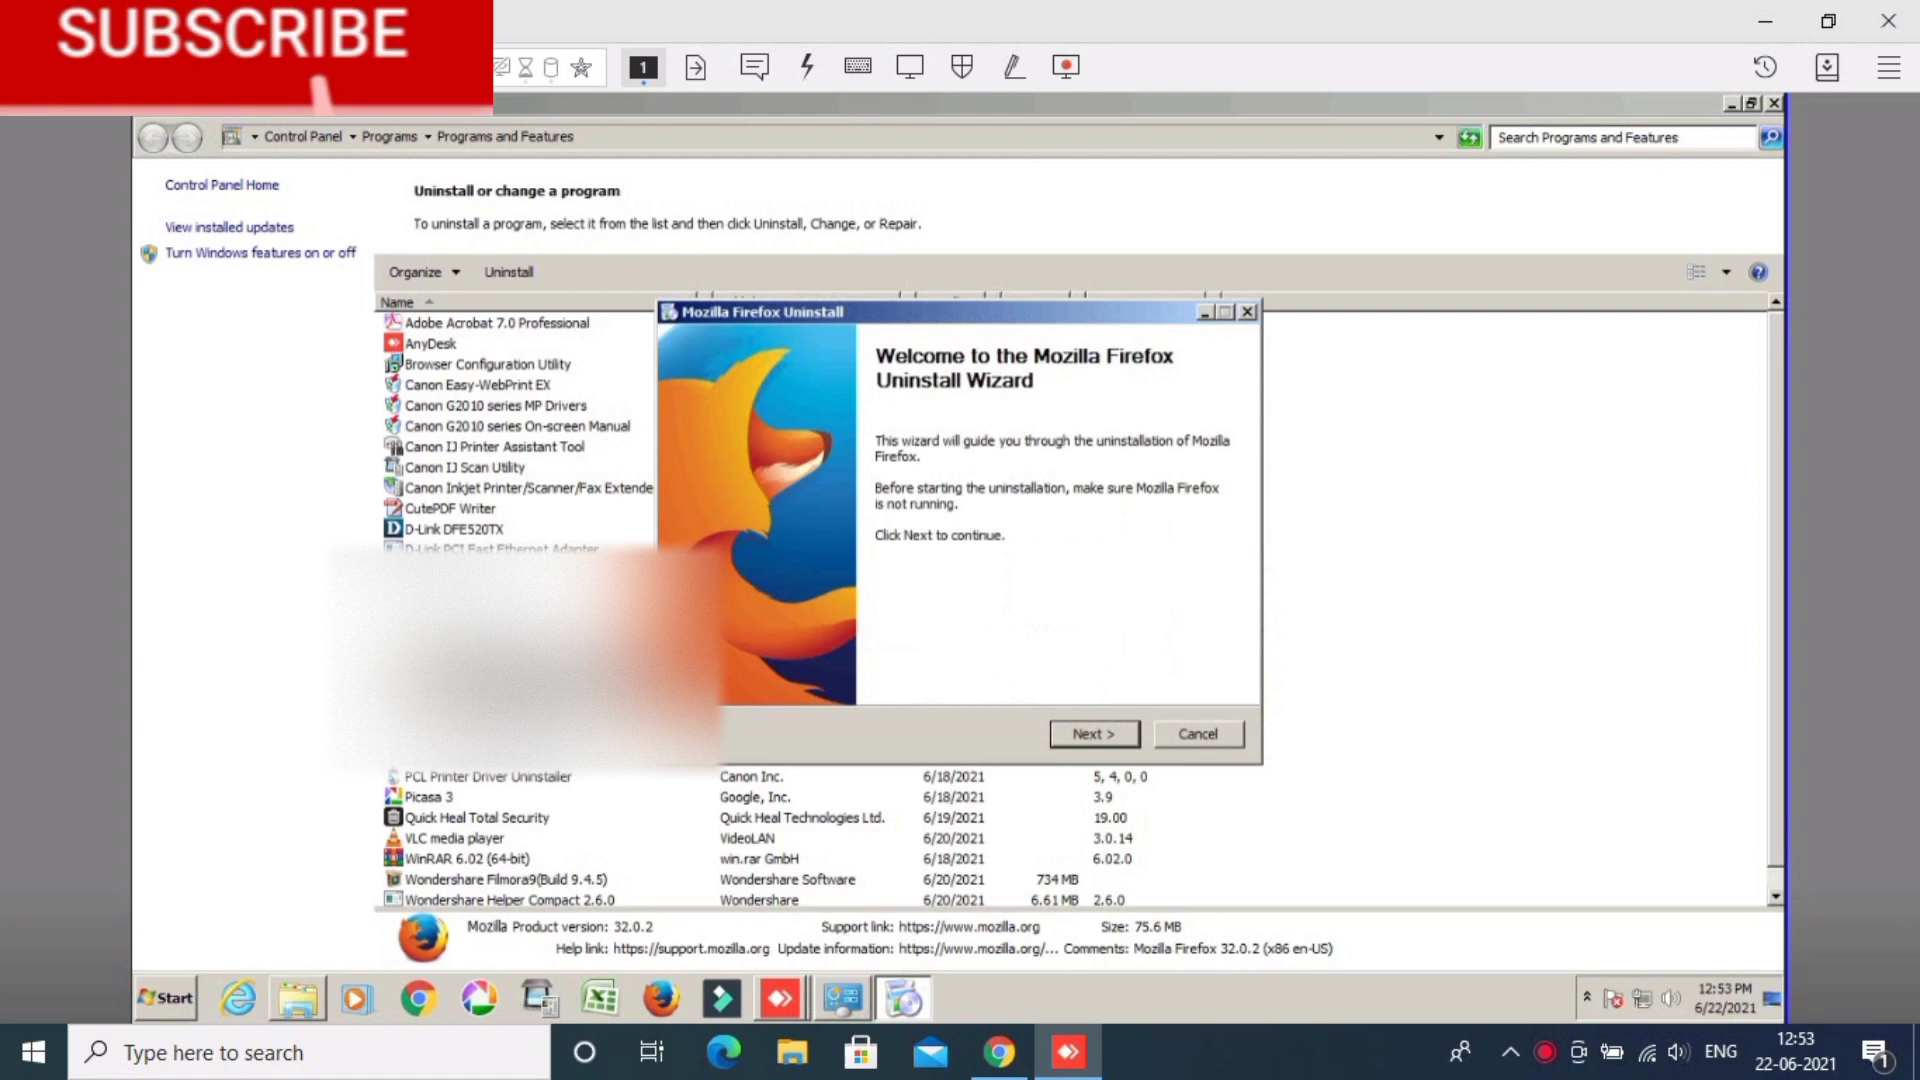 SUBSCRIBE
1
Control Panel Programs Programs and Features
Search Programs and Features
Control Panel Home
View installed updates
Turn Windows features on or off
Uninstall or change a program
To uninstall a program, select it from the list and then click Uninstall, Change, or Repair.
Organize Uninstall
Name
Adobe Acrobat 7.0 Professional
AnyDesk
Browser Configuration Utility
Canon Easy-WebPrint EX
Canon G2010 series MP Drivers
Canon G2010 series On-screen Manual
Canon IJ Printer Assistant Tool
Canon IJ Scan Utility
Canon Inkjet Printer/Scanner/Fax Extende
CutePDF Writer
D-Link DFE520TX
D-Link PCI Fast Ethernet Adapter
Mozilla Firefox Uninstall
Welcome to the Mozilla Firefox
Uninstall Wizard
This wizard will guide you through the uninstallation of Mozilla
Firefox.
Before starting the uninstallation, make sure Mozilla Firefox
is not running.
Click Next to continue.
Next > Cancel
PCL Printer Driver Uninstaller Canon Inc. 6/18/2021 5, 4, 0, 0
Picasa 3 Google, Inc. 6/18/2021 3.9
Quick Heal Total Security Quick Heal Technologies Ltd. 6/19/2021 19.00
VLC media player VideoLAN 6/20/2021 3.0.14
WinRAR 6.02 (64-bit) win.rar GmbH 6/18/2021 6.02.0
Wondershare Filmora9(Build 9.4.5) Wondershare Software 6/20/2021 734 MB
Wondershare Helper Compact 2.6.0 Wondershare 6/20/2021 6.61 MB 2.6.0
Mozilla Product version: 32.0.2 Support link: https://www.mozilla.org Size: 75.6 MB
Help link: https://support.mozilla.org Update information: https://www.mozilla.org/... Comments: Mozilla Firefox 32.0.2 (x86 en-US)
Start
12:53 PM
6/22/2021
Type here to search
ENG
12:53
22-06-2021
1